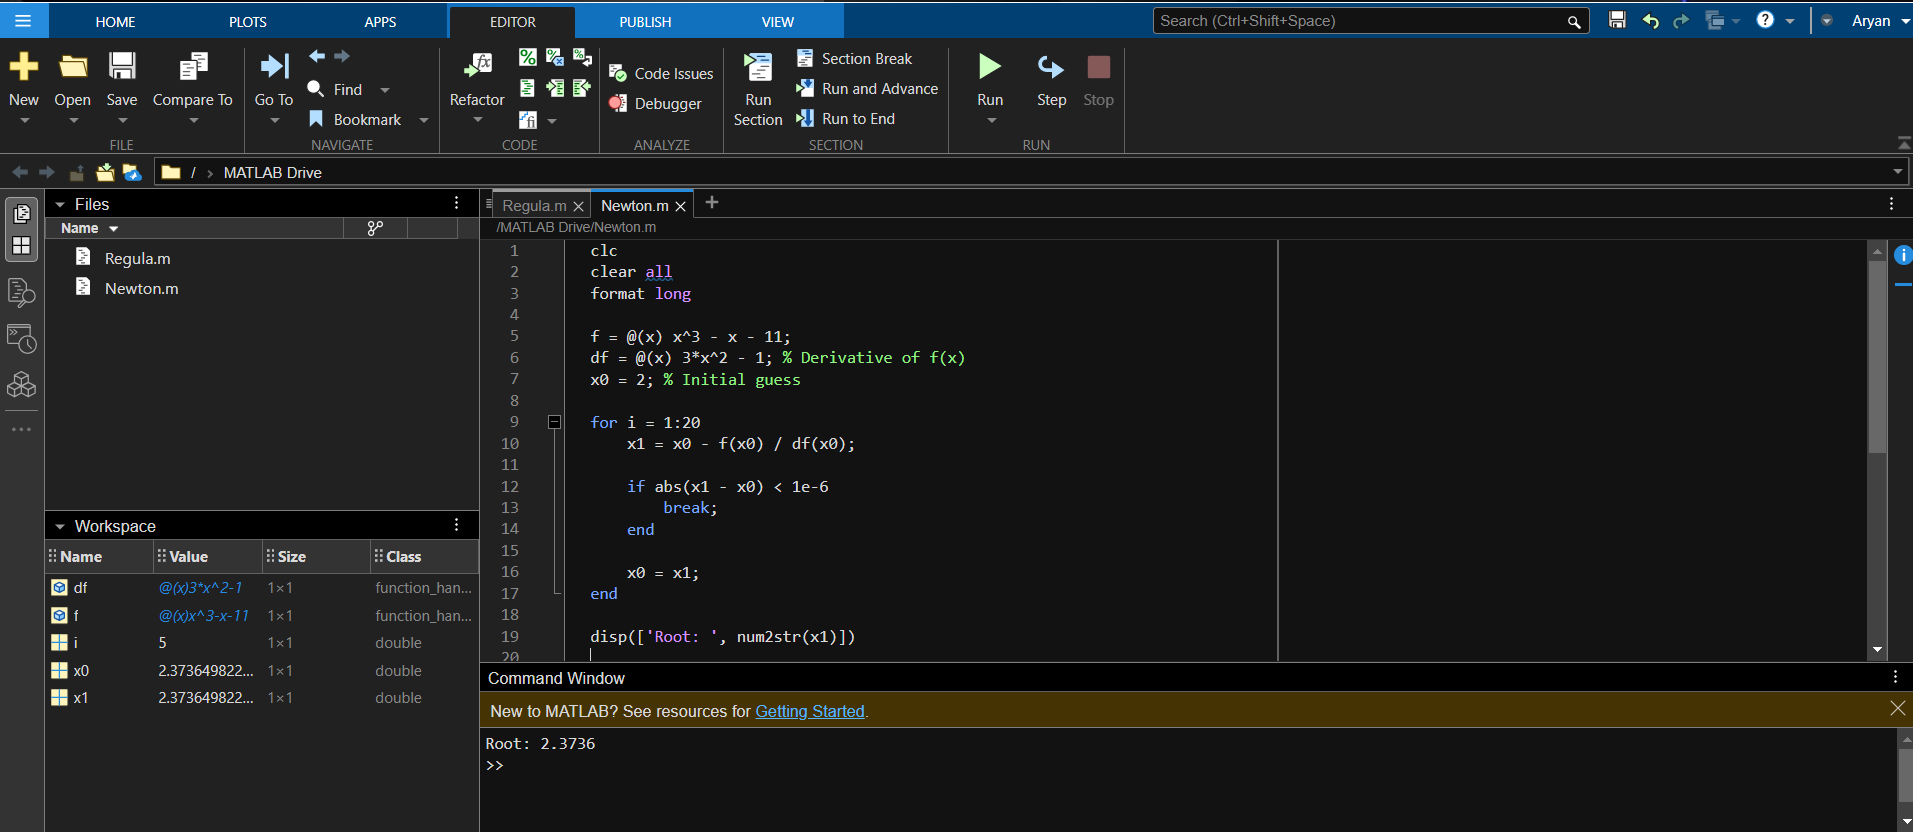 HOME PLOTS APPS EDITOR PUBLISH VIEW Search (Ctrl+Shift+Space) ? Aryan
New Open Save Compare To
FILE
Go To Find Bookmark
NAVIGATE
Refactor
CODE
Code Issues
Debugger
ANALYZE
Run Section
Section Break
Run and Advance
Run to End
SECTION
Run Step Stop
RUN
/ › MATLAB Drive
Files
Name
Regula.m
Newton.m
Workspace
Name Value Size Class
df @(x)3*x^2-1 1×1 function_han...
f @(x)x^3-x-11 1×1 function_han...
i 5 1×1 double
x0 2.373649822... 1×1 double
x1 2.373649822... 1×1 double
Regula.m Newton.m
/MATLAB Drive/Newton.m
1 clc
2 clear all
3 format long
4
5 f = @(x) x^3 - x - 11;
6 df = @(x) 3*x^2 - 1; % Derivative of f(x)
7 x0 = 2; % Initial guess
8
9 for i = 1:20
10 x1 = x0 - f(x0) / df(x0);
11
12 if abs(x1 - x0) < 1e-6
13 break;
14 end
15
16 x0 = x1;
17 end
18
19 disp(['Root: ', num2str(x1)])
20
Command Window
New to MATLAB? See resources for Getting Started.
Root: 2.3736
>>